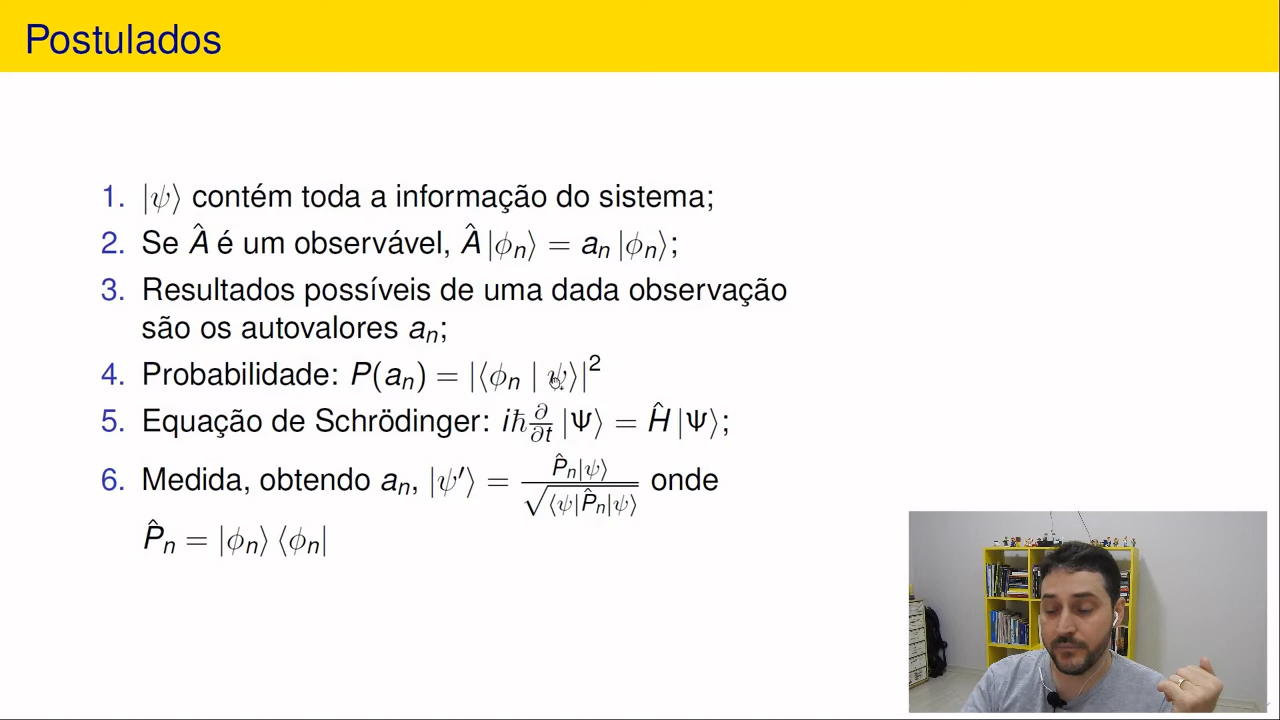 Postulados
1. |ψ⟩ contém toda a informação do sistema;
2. Se Â é um observável, Â|ϕₙ⟩ = aₙ|ϕₙ⟩;
3. Resultados possíveis de uma dada observação
são os autovalores aₙ;
4. Probabilidade: P(aₙ) = |⟨ϕₙ | ψ⟩|²
5. Equação de Schrödinger: iℏ ∂/∂t |Ψ⟩ = Ĥ|Ψ⟩;
6. Medida, obtendo aₙ, |ψ′⟩ = P̂ₙ|ψ⟩ / √⟨ψ|P̂ₙ|ψ⟩ onde
P̂ₙ = |ϕₙ⟩⟨ϕₙ|